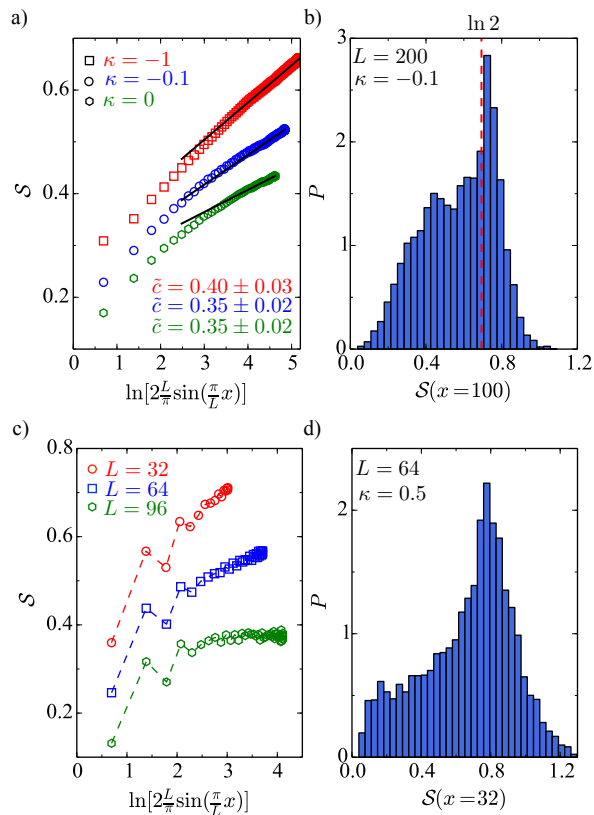 a)
0.6
0.4
0.2
S
κ = −1
κ = −0.1
κ = 0
c̃ = 0.40 ± 0.03
c̃ = 0.35 ± 0.02
c̃ = 0.35 ± 0.02
0 1 2 3 4 5
ln[2 L/π sin(π/L x)]
b)
ln 2
L = 200
κ = −0.1
3
2
1
0
P
0.0 0.4 0.8 1.2
S(x = 100)
c)
0.8
0.6
0.4
0.2
S
L = 32
L = 64
L = 96
0 1 2 3 4
ln[2 L/π sin(π/L x)]
d)
L = 64
κ = 0.5
2
1
0
P
0.0 0.4 0.8 1.2
S(x = 32)